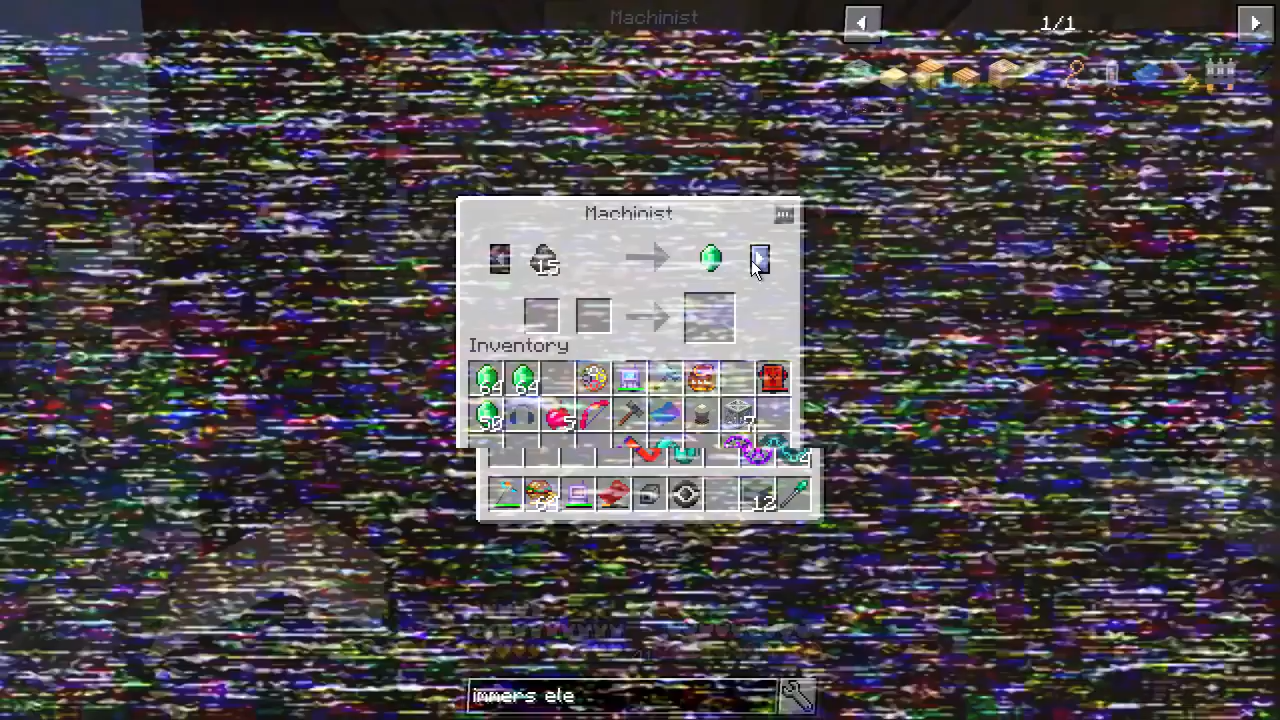 Machinist
1/1
Machinist
...
15
Inventory
64 64
50 5 7
64 12
immers ele